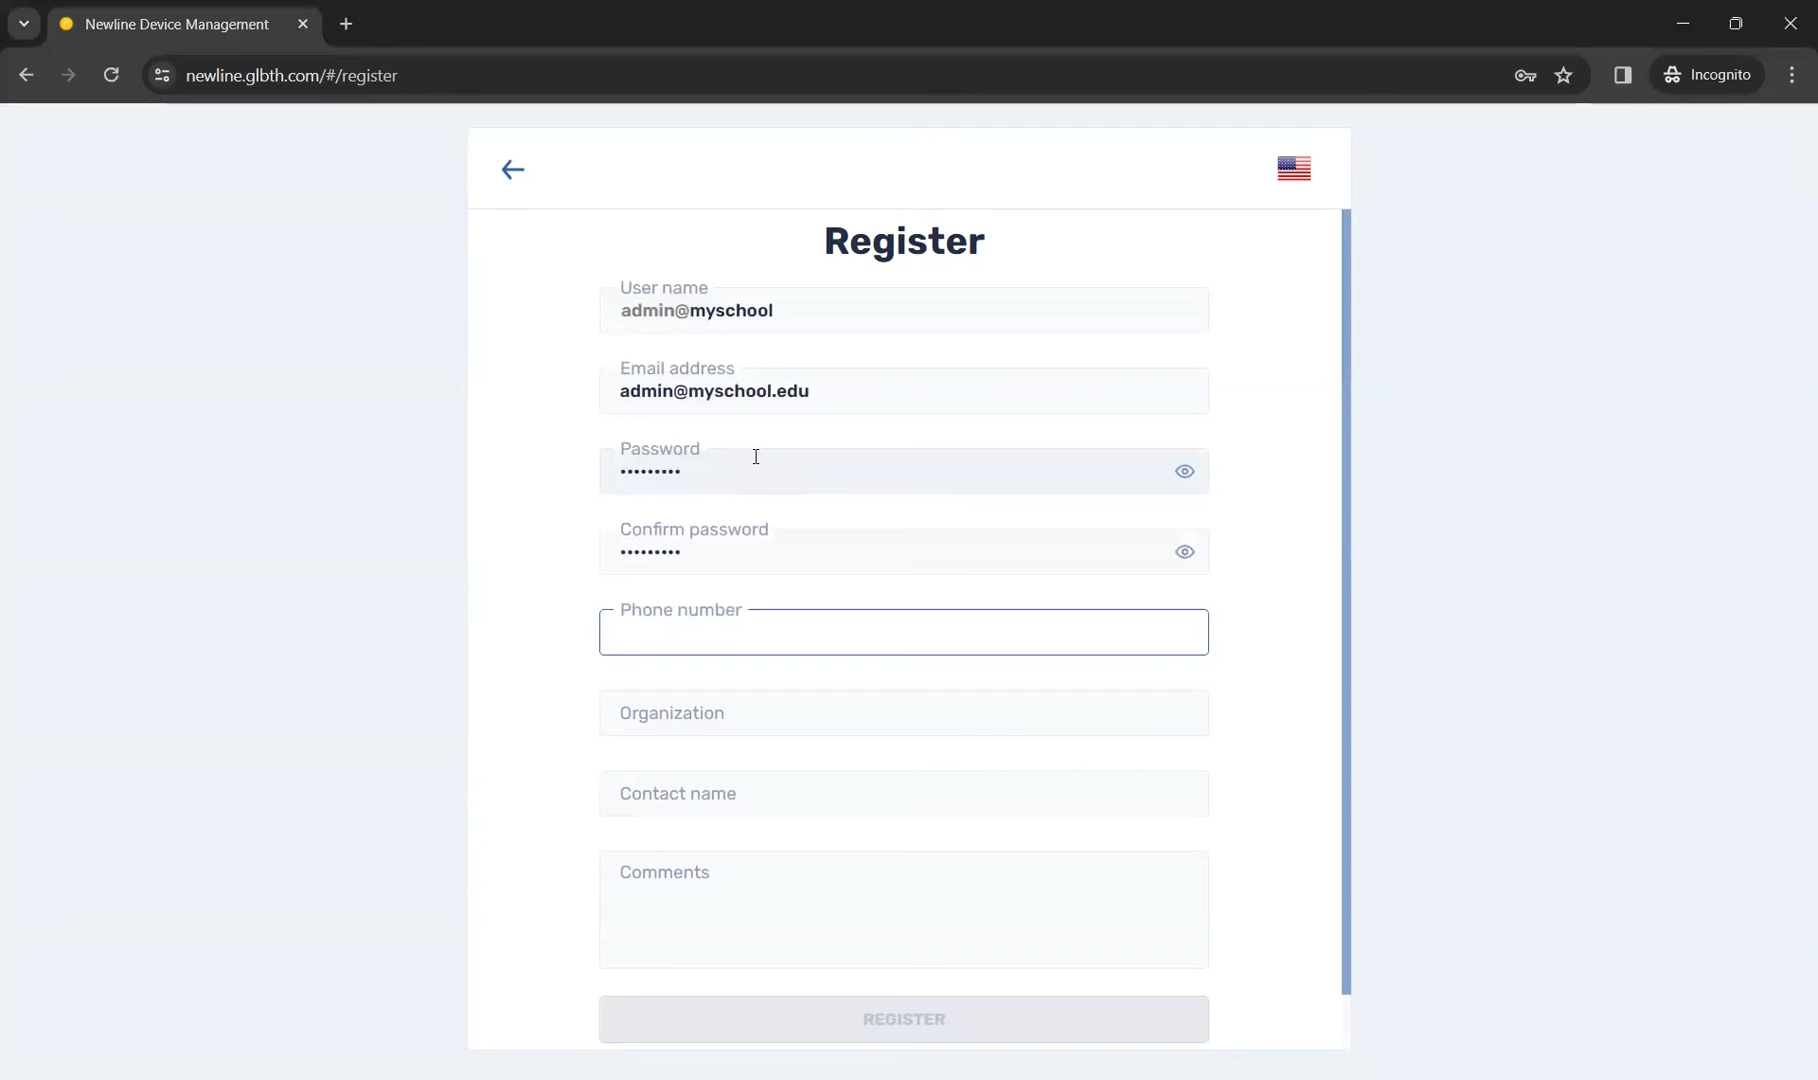 Newline Device Management
newline.glbth.com/#/register
Incognito
Register
User name
admin@myschool
Email address
admin@myschool.edu
Password
•••••••••
Confirm password
•••••••••
Phone number
Organization
Contact name
Comments
REGISTER